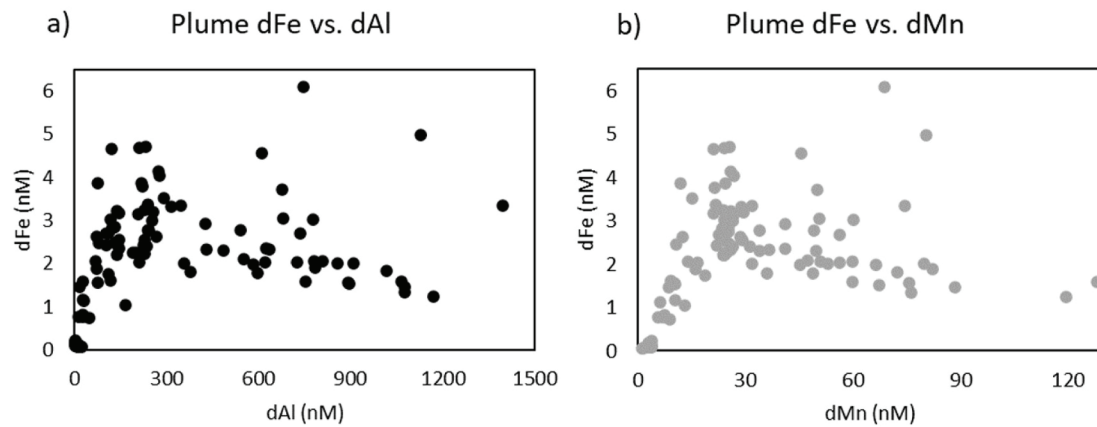 a) Plume dFe vs. dAl
6
5
4
3
2
1
0
dFe (nM)
0 300 600 900 1200 1500
dAl (nM)
b) Plume dFe vs. dMn
6
5
4
3
2
1
0
dFe (nM)
0 30 60 90 120
dMn (nM)